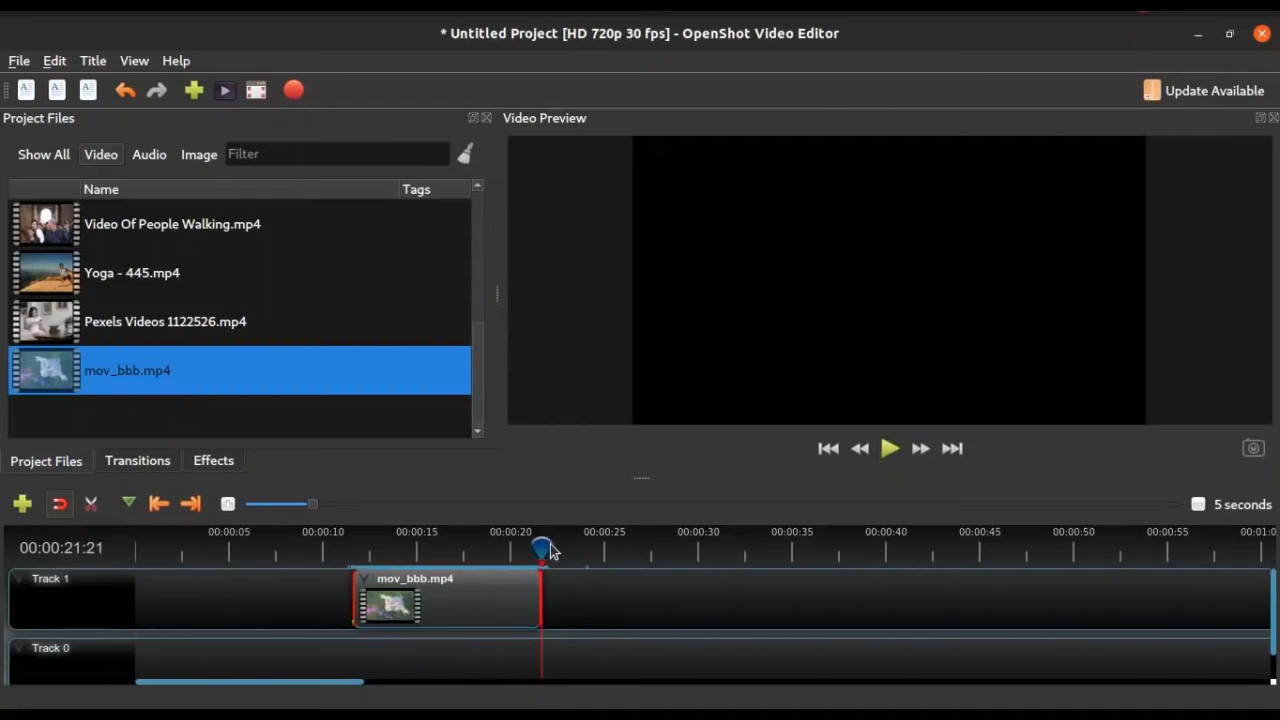 * Untitled Project [HD 720p 30 fps] - OpenShot Video Editor
File Edit Title View Help
Update Available
Project Files
Video Preview
Show All Video Audio Image Filter
Name Tags
Video Of People Walking.mp4
Yoga - 445.mp4
Pexels Videos 1122526.mp4
mov_bbb.mp4
Project Files Transitions Effects
5 seconds
00:00:21:21
00:00:05 00:00:10 00:00:15 00:00:20 00:00:25 00:00:30 00:00:35 00:00:40 00:00:45 00:00:50 00:00:55 00:01:0
Track 1
mov_bbb.mp4
Track 0